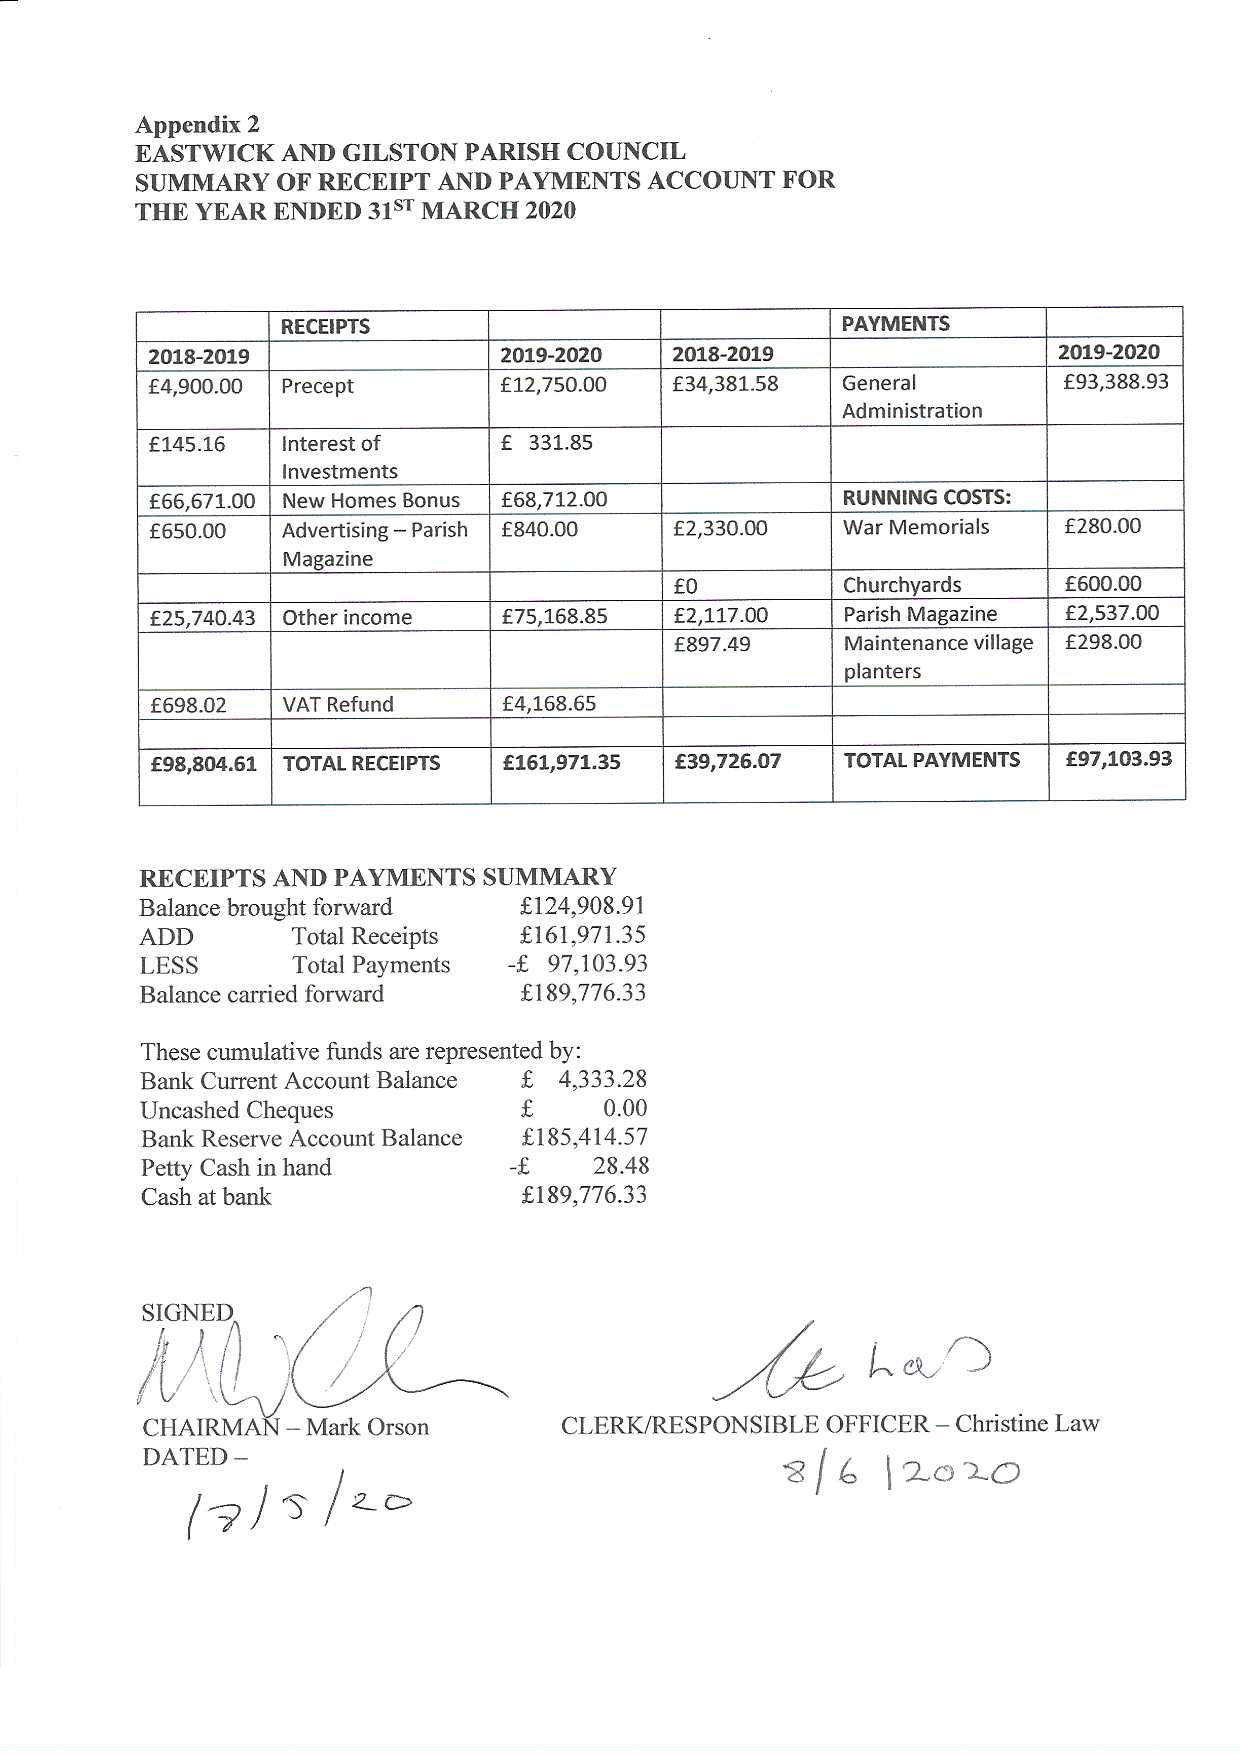 Appendix 2
EASTWICK AND GILSTON PARISH COUNCIL
SUMMARY OF RECEIPT AND PAYMENTS ACCOUNT FOR
THE YEAR ENDED 31ST MARCH 2020
RECEIPTS PAYMENTS
2018-2019 2019-2020 2018-2019 2019-2020
£4,900.00 Precept £12,750.00 £34,381.58 General £93,388.93
Administration
£145.16 Interest of £ 331.85
Investments
£66,671.00 New Homes Bonus £68,712.00 RUNNING COSTS:
£650.00 Advertising – Parish £840.00 £2,330.00 War Memorials £280.00
Magazine
£0 Churchyards £600.00
£25,740.43 Other income £75,168.85 £2,117.00 Parish Magazine £2,537.00
£897.49 Maintenance village £298.00
planters
£698.02 VAT Refund £4,168.65
£98,804.61 TOTAL RECEIPTS £161,971.35 £39,726.07 TOTAL PAYMENTS £97,103.93
RECEIPTS AND PAYMENTS SUMMARY
Balance brought forward £124,908.91
ADD Total Receipts £161,971.35
LESS Total Payments -£ 97,103.93
Balance carried forward £189,776.33
These cumulative funds are represented by:
Bank Current Account Balance £ 4,333.28
Uncashed Cheques £ 0.00
Bank Reserve Account Balance £185,414.57
Petty Cash in hand -£ 28.48
Cash at bank £189,776.33
SIGNED
CHAIRMAN – Mark Orson CLERK/RESPONSIBLE OFFICER – Christine Law
DATED –
8/6/2020